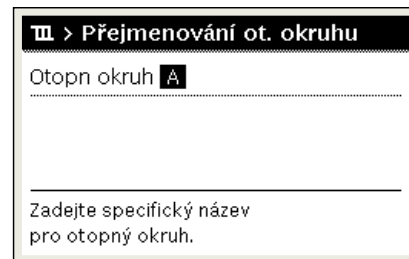 > Přejmenování ot. okruhu
Otopn okruh A
Zadejte specifický název
pro otopný okruh.